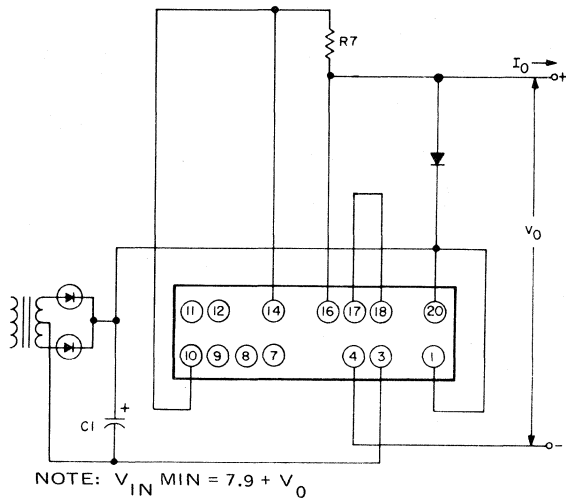 R7
I₀ →
+
V₀
11 12 14 16 17 18 20
10 9 8 7 4 3 1
+
C1
−
NOTE: V_IN MIN = 7.9 + V₀